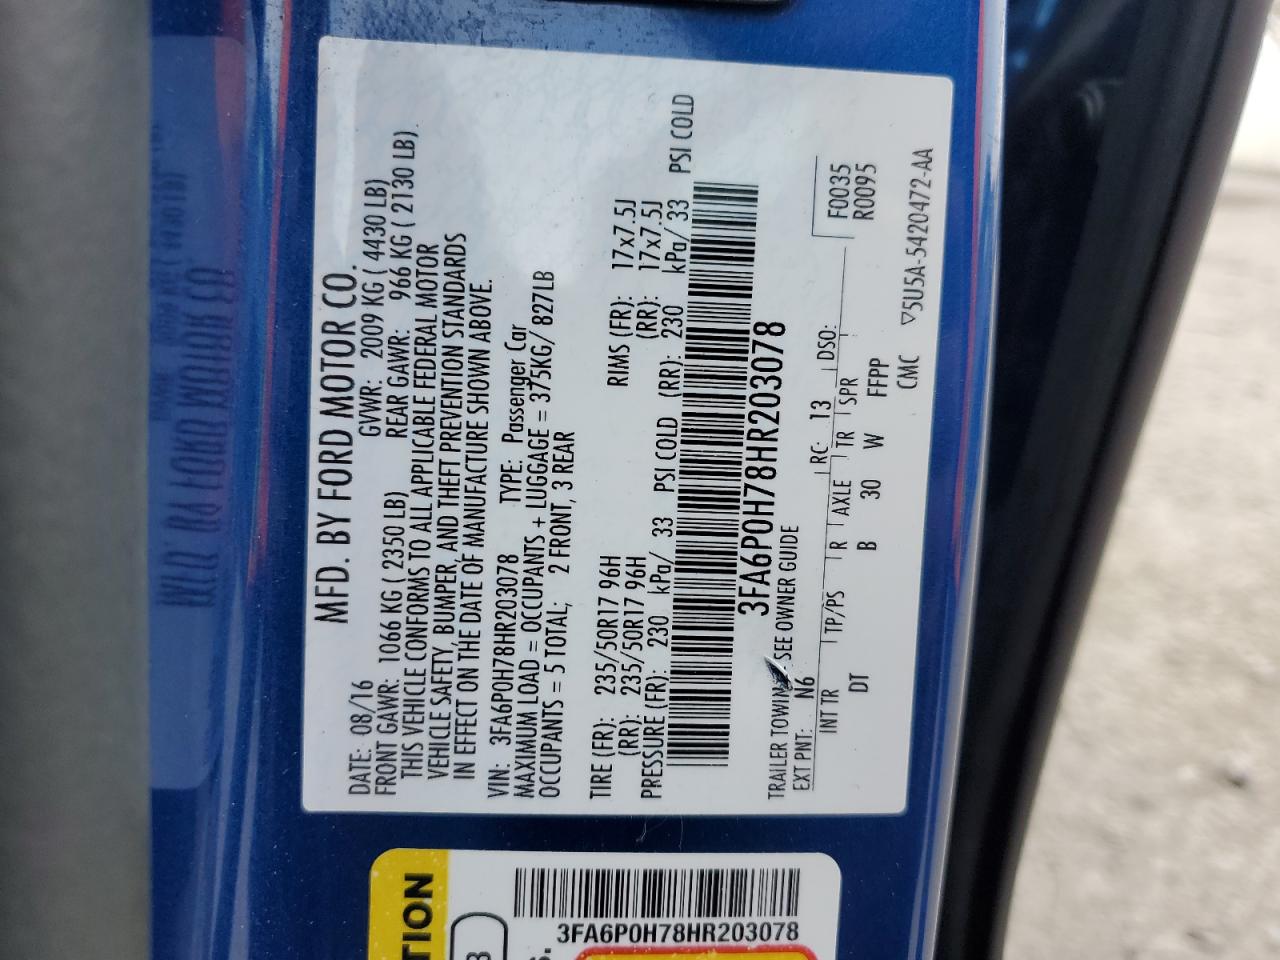 MFD. BY FORD MOTOR CO.
DATE: 08/16 GVWR: 2009 KG ( 4430 LB)
FRONT GAWR: 1066 KG ( 2350 LB) REAR GAWR: 966 KG ( 2130 LB)
THIS VEHICLE CONFORMS TO ALL APPLICABLE FEDERAL MOTOR
VEHICLE SAFETY, BUMPER, AND THEFT PREVENTION STANDARDS
IN EFFECT ON THE DATE OF MANUFACTURE SHOWN ABOVE.
VIN: 3FA6P0H78HR203078 TYPE: Passenger Car
MAXIMUM LOAD = OCCUPANTS + LUGGAGE = 375KG/ 827LB
OCCUPANTS = 5 TOTAL; 2 FRONT, 3 REAR
TIRE (FR): 235/50R17 96H RIMS (FR): 17x7.5J
(RR): 235/50R17 96H (RR): 17x7.5J
PRESSURE (FR): 230 kPa/ 33 PSI COLD (RR): 230 kPa/ 33 PSI COLD
3FA6P0H78HR203078
TRAILER TOWING: SEE OWNER GUIDE
EXT PNT: N6 RC: 13 DSO: F0035
R0095
INT TR TP/PS R AXLE TR SPR
DT B 30 W FFPP
CMC ▽5U5A-5420472-AA
TION
3FA6P0H78HR203078